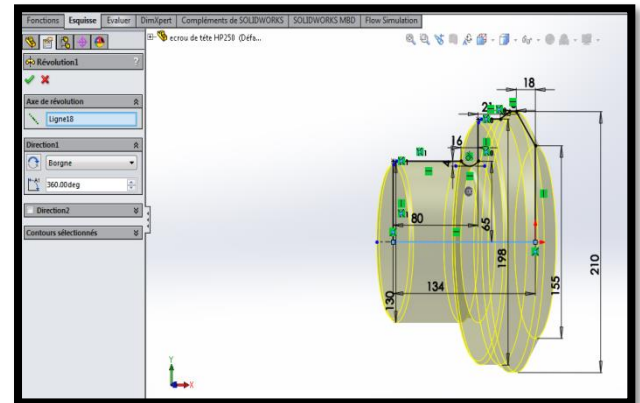 Fonctions Esquisse Evaluer DimXpert Compléments de SOLIDWORKS SOLIDWORKS MBD Flow Simulation
ecrou de tête HP250 (Défa...
Révolution1 ?
Axe de révolution
Ligne18
Direction1
Borgne
360.00deg
Direction2
Contours sélectionnés
18
21
16
80
65
198
210
155
134
130
Y
X